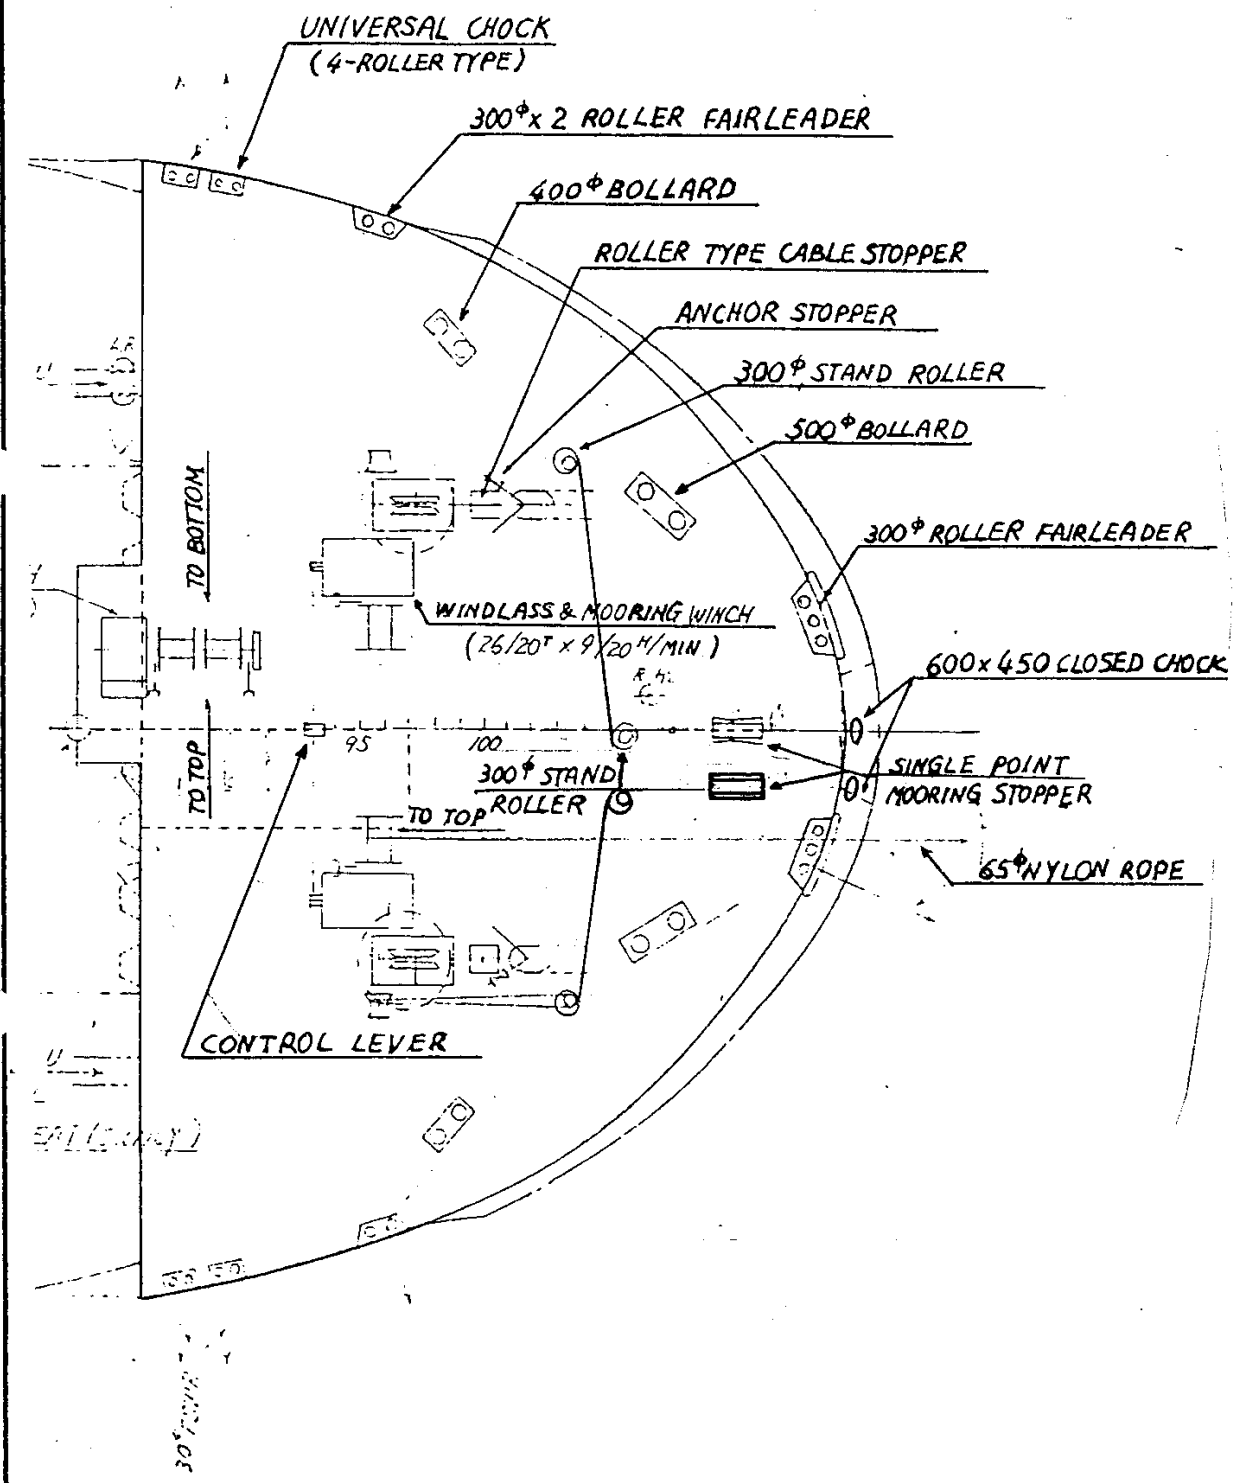 UNIVERSAL CHOCK
(4-ROLLER TYPE)
300φ x 2 ROLLER FAIRLEADER
400φ BOLLARD
ROLLER TYPE CABLE STOPPER
ANCHOR STOPPER
300φ STAND ROLLER
500φ BOLLARD
300φ ROLLER FAIRLEADER
TO BOTTOM
WINDLASS & MOORING WINCH
(26/20T x 9/20M/MIN.)
600 x 450 CLOSED CHOCK
95
100
TO TOP
300φ STAND
ROLLER
SINGLE POINT
MOORING STOPPER
TO TOP
65φ NYLON ROPE
CONTROL LEVER